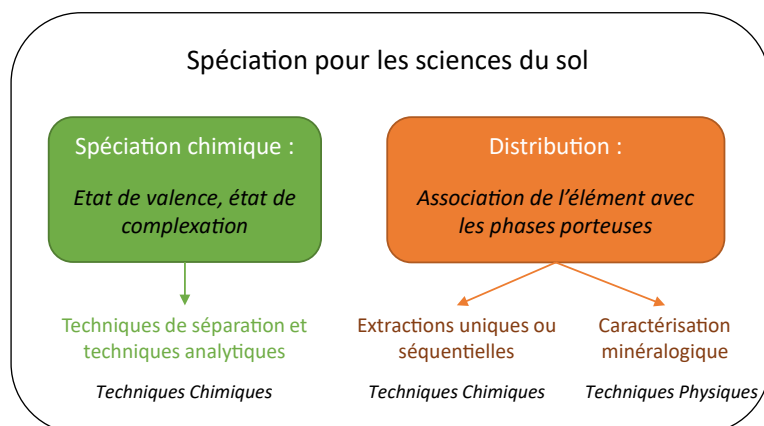 Spéciation pour les sciences du sol
Spéciation chimique :
Etat de valence, état de
complexation
Distribution :
Association de l'élément avec
les phases porteuses
Techniques de séparation et
techniques analytiques
Techniques Chimiques
Extractions uniques ou
séquentielles
Techniques Chimiques
Caractérisation
minéralogique
Techniques Physiques